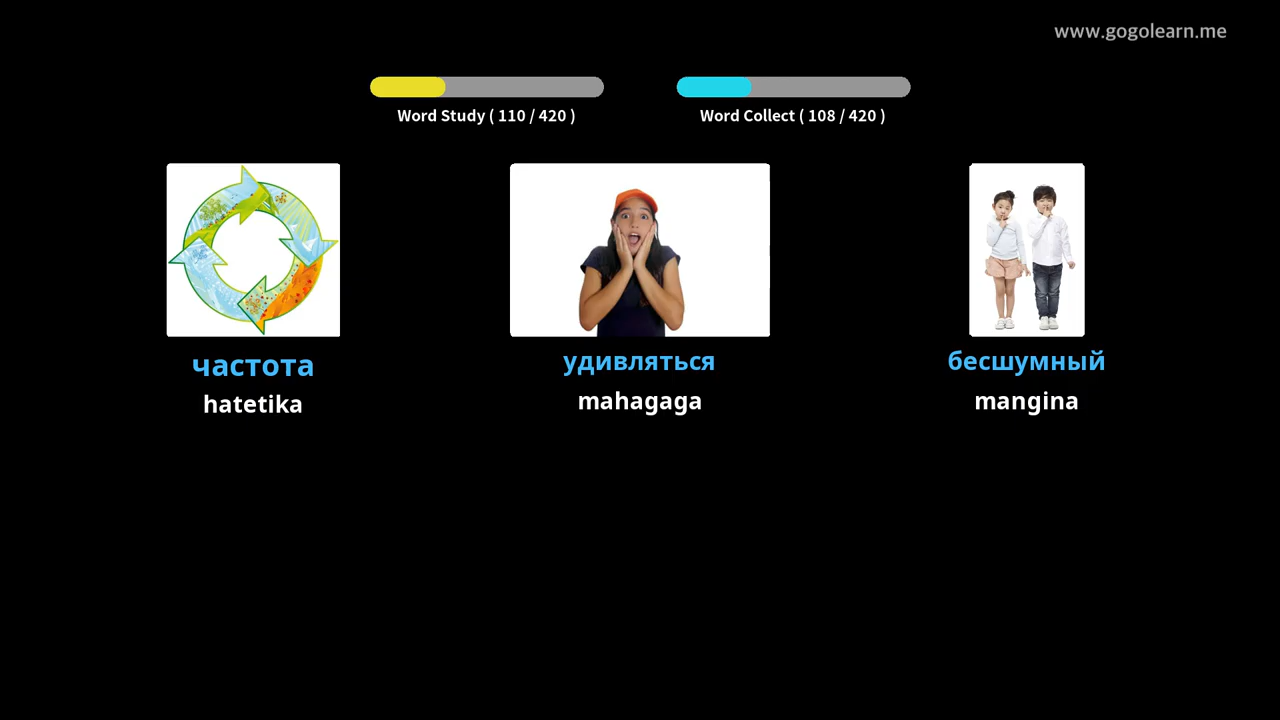 www.gogolearn.me
Word Study ( 110 / 420 )
Word Collect ( 108 / 420 )
частота
hatetika
удивляться
mahagaga
бесшумный
mangina